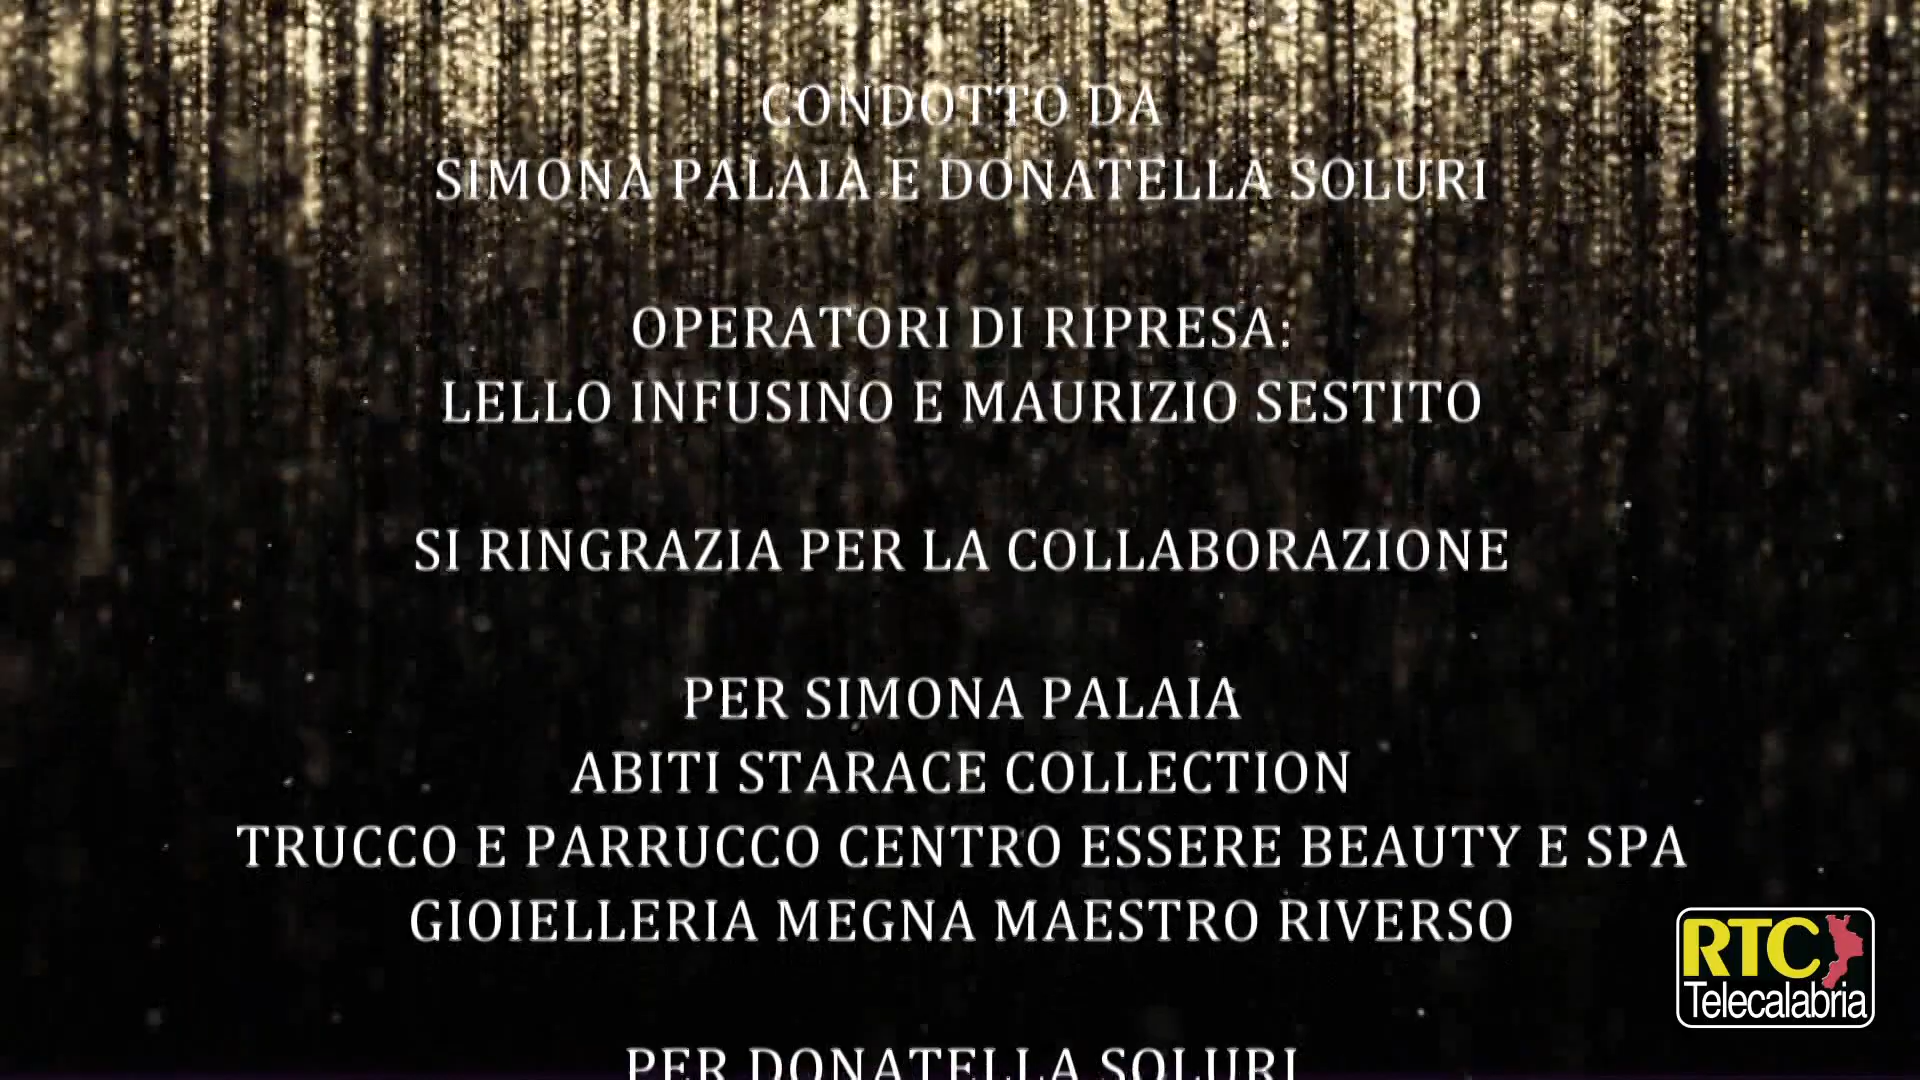 CONDOTTO DA
SIMONA PALAIA E DONATELLA SOLURI
OPERATORI DI RIPRESA:
LELLO INFUSINO E MAURIZIO SESTITO
SI RINGRAZIA PER LA COLLABORAZIONE
PER SIMONA PALAIA
ABITI STARACE COLLECTION
TRUCCO E PARRUCCO CENTRO ESSERE BEAUTY E SPA
GIOIELLERIA MEGNA MAESTRO RIVERSO
PER DONATELLA SOLURI
RTC
Telecalabria